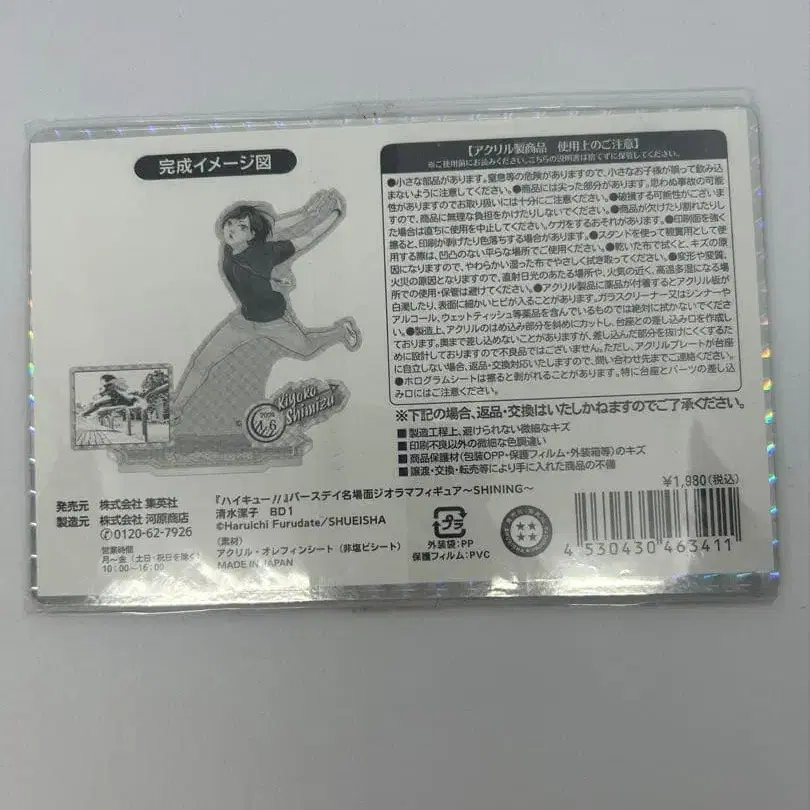 完成イメージ図
Kiyoko
Shimizu
2024
4.6
発売元 株式会社 集英社
製造元 株式会社 河原商店
0120-62-7926
営業時間
月〜金(土日・祝日を除く)
10:00〜16:00
『ハイキュー!!』バースデイ名場面ジオラマフィギュア〜SHINING〜
清水潔子 BD1
©Haruichi Furudate/SHUEISHA
(素材)
アクリル・オレフィンシート(非塩ビシート)
MADE IN JAPAN
【アクリル製商品 使用上のご注意】
※ご使用前にお読みください。こちらの説明書は捨てずに保管してください。
●小さな部品があります。窒息等の危険がありますので、小さなお子様が誤って飲み込
まないように注意してください。●商品には尖った部分があります。思わぬ事故の可能
性がありますのでお取り扱いには十分にご注意ください。●破損する可能性がございま
すので、商品に無理な負担をかけたりしないでください。●商品が欠けたり割れたりし
た場合は直ちに使用を中止してください。ケガをするおそれがあります。●印刷面を強く
擦ると、印刷が剥げたり色落ちする場合があります。●スタンドを使って観賞用として使
用する際は、凹凸のない平らな場所でご使用ください。●乾いた布で拭くと、キズの原
因になりますので、やわらかい湿った布でやさしく拭き取ってください。●変形や変質、
火災の原因となりますので、直射日光のあたる場所や、火気の近く、高温多湿になる場
所での使用・保管は避けてください。●アクリル製品に薬品が付着するとアクリル板が
白濁したり、表面に細かいヒビが入ることがあります。ガラスクリーナー又はシンナーや
アルコール、ウェットティッシュ等薬品を含んでいるものでは絶対に拭かないでください。
●製造上、アクリルのはめ込み部分を斜めにカットし、台座との差し込み口を作成し
ております。奥まで差し込めないことがありますが、差し込んだ部分を抜けにくくするた
めに設計しておりますので不良品ではございません。ただし、アクリルプレートが台座
に自立しない場合、返品・交換対応いたしますので、問い合わせ先までご連絡ください。
●ホログラムシートは擦ると剥がれることがあります。特に台座とパーツの差し込
み口はご注意ください。
※下記の場合、返品・交換はいたしかねますのでご了承ください。
■製造工程上、避けられない微細なキズ
■印刷不良以外の微細な色調違い
■商品保護材(包装OPP・保護フィルム・外装箱等)のキズ
■譲渡・交換・転売等により手に入れた商品の不備
¥1,980(税込)
プラ
外装袋:PP
保護フィルム:PVC
4 530430 463411